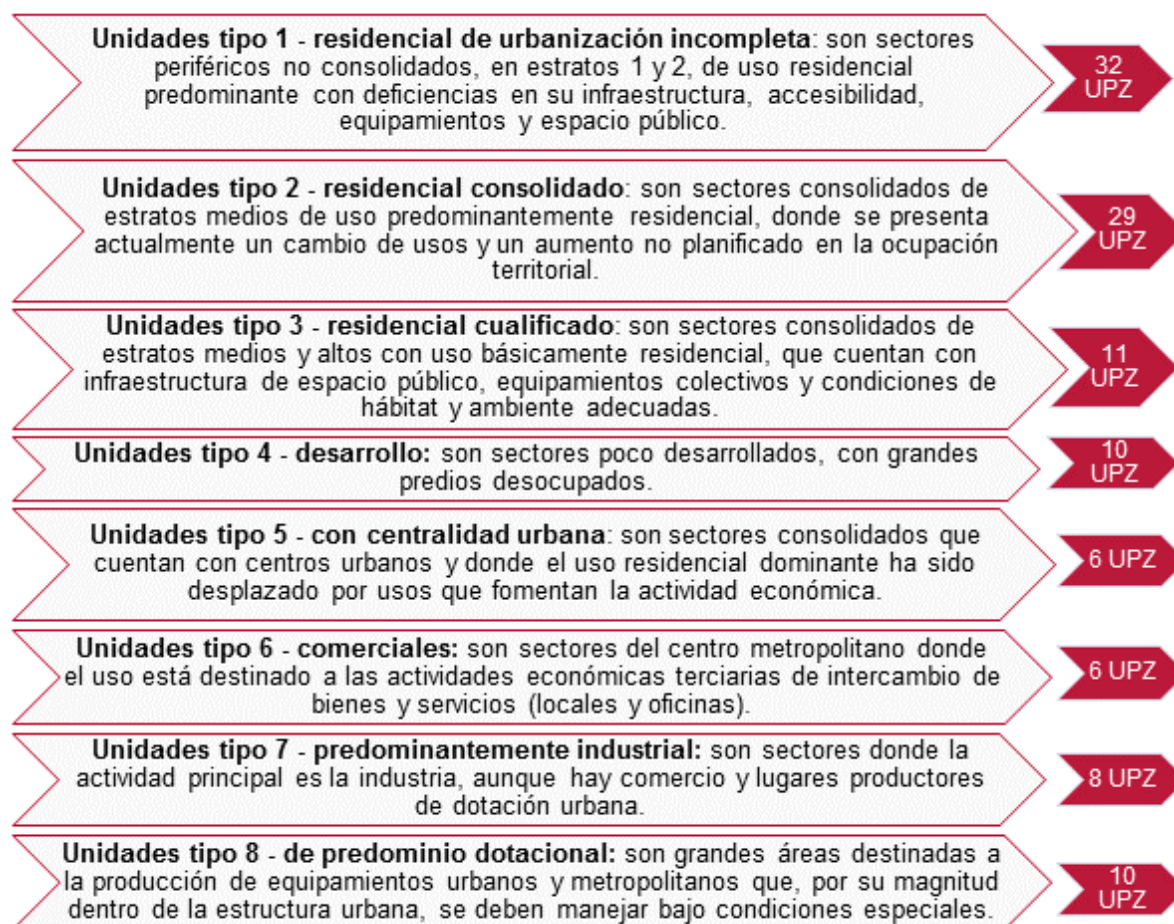 Unidades tipo 1 - residencial de urbanización incompleta: son sectores
periféricos no consolidados, en estratos 1 y 2, de uso residencial
predominante con deficiencias en su infraestructura, accesibilidad,
equipamientos y espacio público.
32
UPZ
Unidades tipo 2 - residencial consolidado: son sectores consolidados de
estratos medios de uso predominantemente residencial, donde se presenta
actualmente un cambio de usos y un aumento no planificado en la ocupación
territorial.
29
UPZ
Unidades tipo 3 - residencial cualificado: son sectores consolidados de
estratos medios y altos con uso básicamente residencial, que cuentan con
infraestructura de espacio público, equipamientos colectivos y condiciones de
hábitat y ambiente adecuadas.
11
UPZ
Unidades tipo 4 - desarrollo: son sectores poco desarrollados, con grandes
predios desocupados.
10
UPZ
Unidades tipo 5 - con centralidad urbana: son sectores consolidados que
cuentan con centros urbanos y donde el uso residencial dominante ha sido
desplazado por usos que fomentan la actividad económica.
6 UPZ
Unidades tipo 6 - comerciales: son sectores del centro metropolitano donde
el uso está destinado a las actividades económicas terciarias de intercambio de
bienes y servicios (locales y oficinas).
6 UPZ
Unidades tipo 7 - predominantemente industrial: son sectores donde la
actividad principal es la industria, aunque hay comercio y lugares productores
de dotación urbana.
8 UPZ
Unidades tipo 8 - de predominio dotacional: son grandes áreas destinadas a
la producción de equipamientos urbanos y metropolitanos que, por su magnitud
dentro de la estructura urbana, se deben manejar bajo condiciones especiales.
10
UPZ